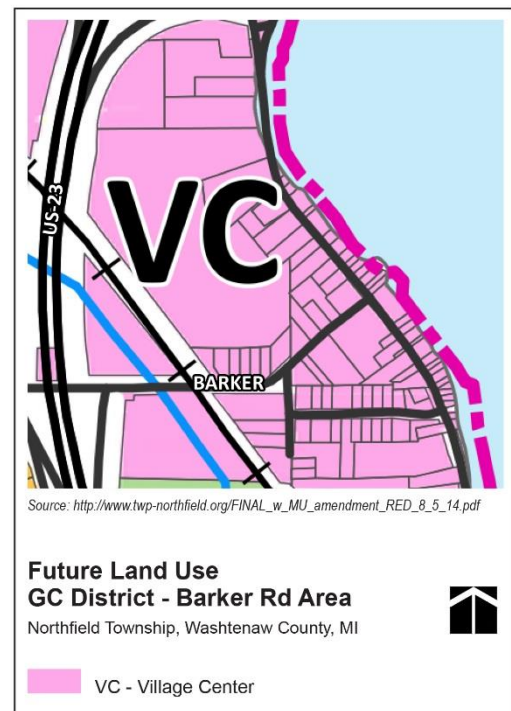 US-23
VC
BARKER
Source: http://www.twp-northfield.org/FINAL_w_MU_amendment_RED_8_5_14.pdf
Future Land Use
GC District - Barker Rd Area
Northfield Township, Washtenaw County, MI
VC - Village Center